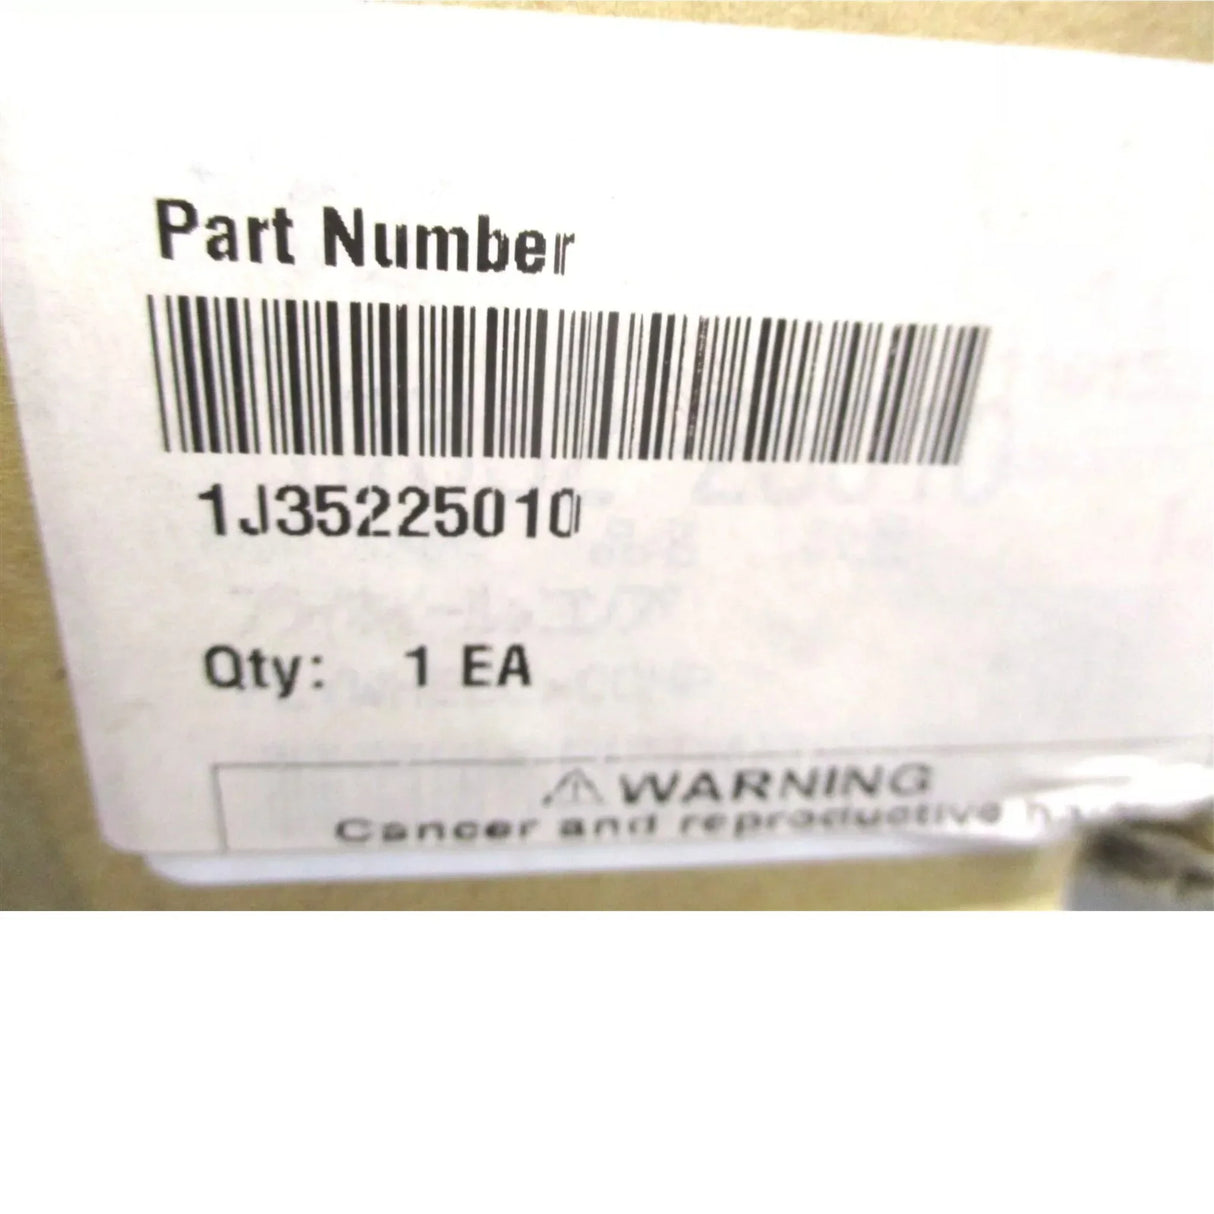 Part Number
1J35225010
Qty: 1 EA
⚠WARNING
Cancer and reproductive